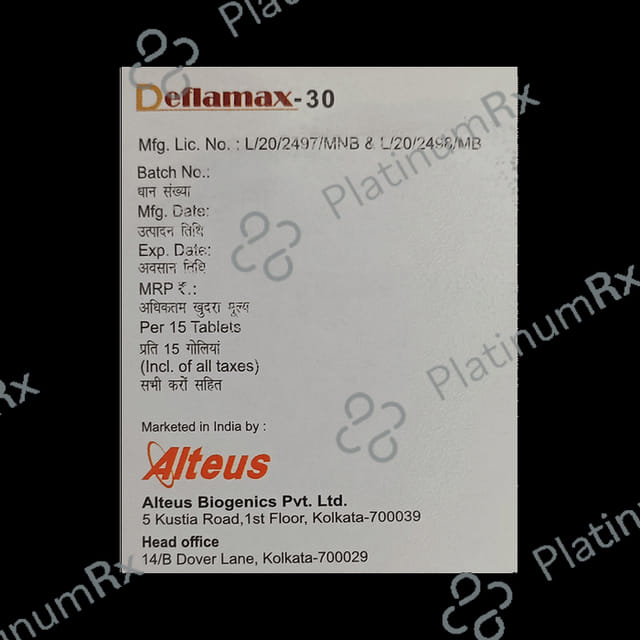 Deflamax-30
Mfg. Lic. No. : L/20/2497/MNB & L/20/2498/MB
Batch No.:
धान संख्या
Mfg. Date:
उत्पादन तिथि
Exp. Date:
अवसान तिथि
MRP ₹.:
अधिकतम खुदरा मूल्य
Per 15 Tablets
प्रति 15 गोलियां
(Incl. of all taxes)
सभी करों सहित
Marketed in India by :
Alteus
Alteus Biogenics Pvt. Ltd.
5 Kustia Road,1st Floor, Kolkata-700039
Head office
14/B Dover Lane, Kolkata-700029
PlatinumRx
PlatinumRx
PlatinumRx
PlatinumRx
PlatinumRx
Rx